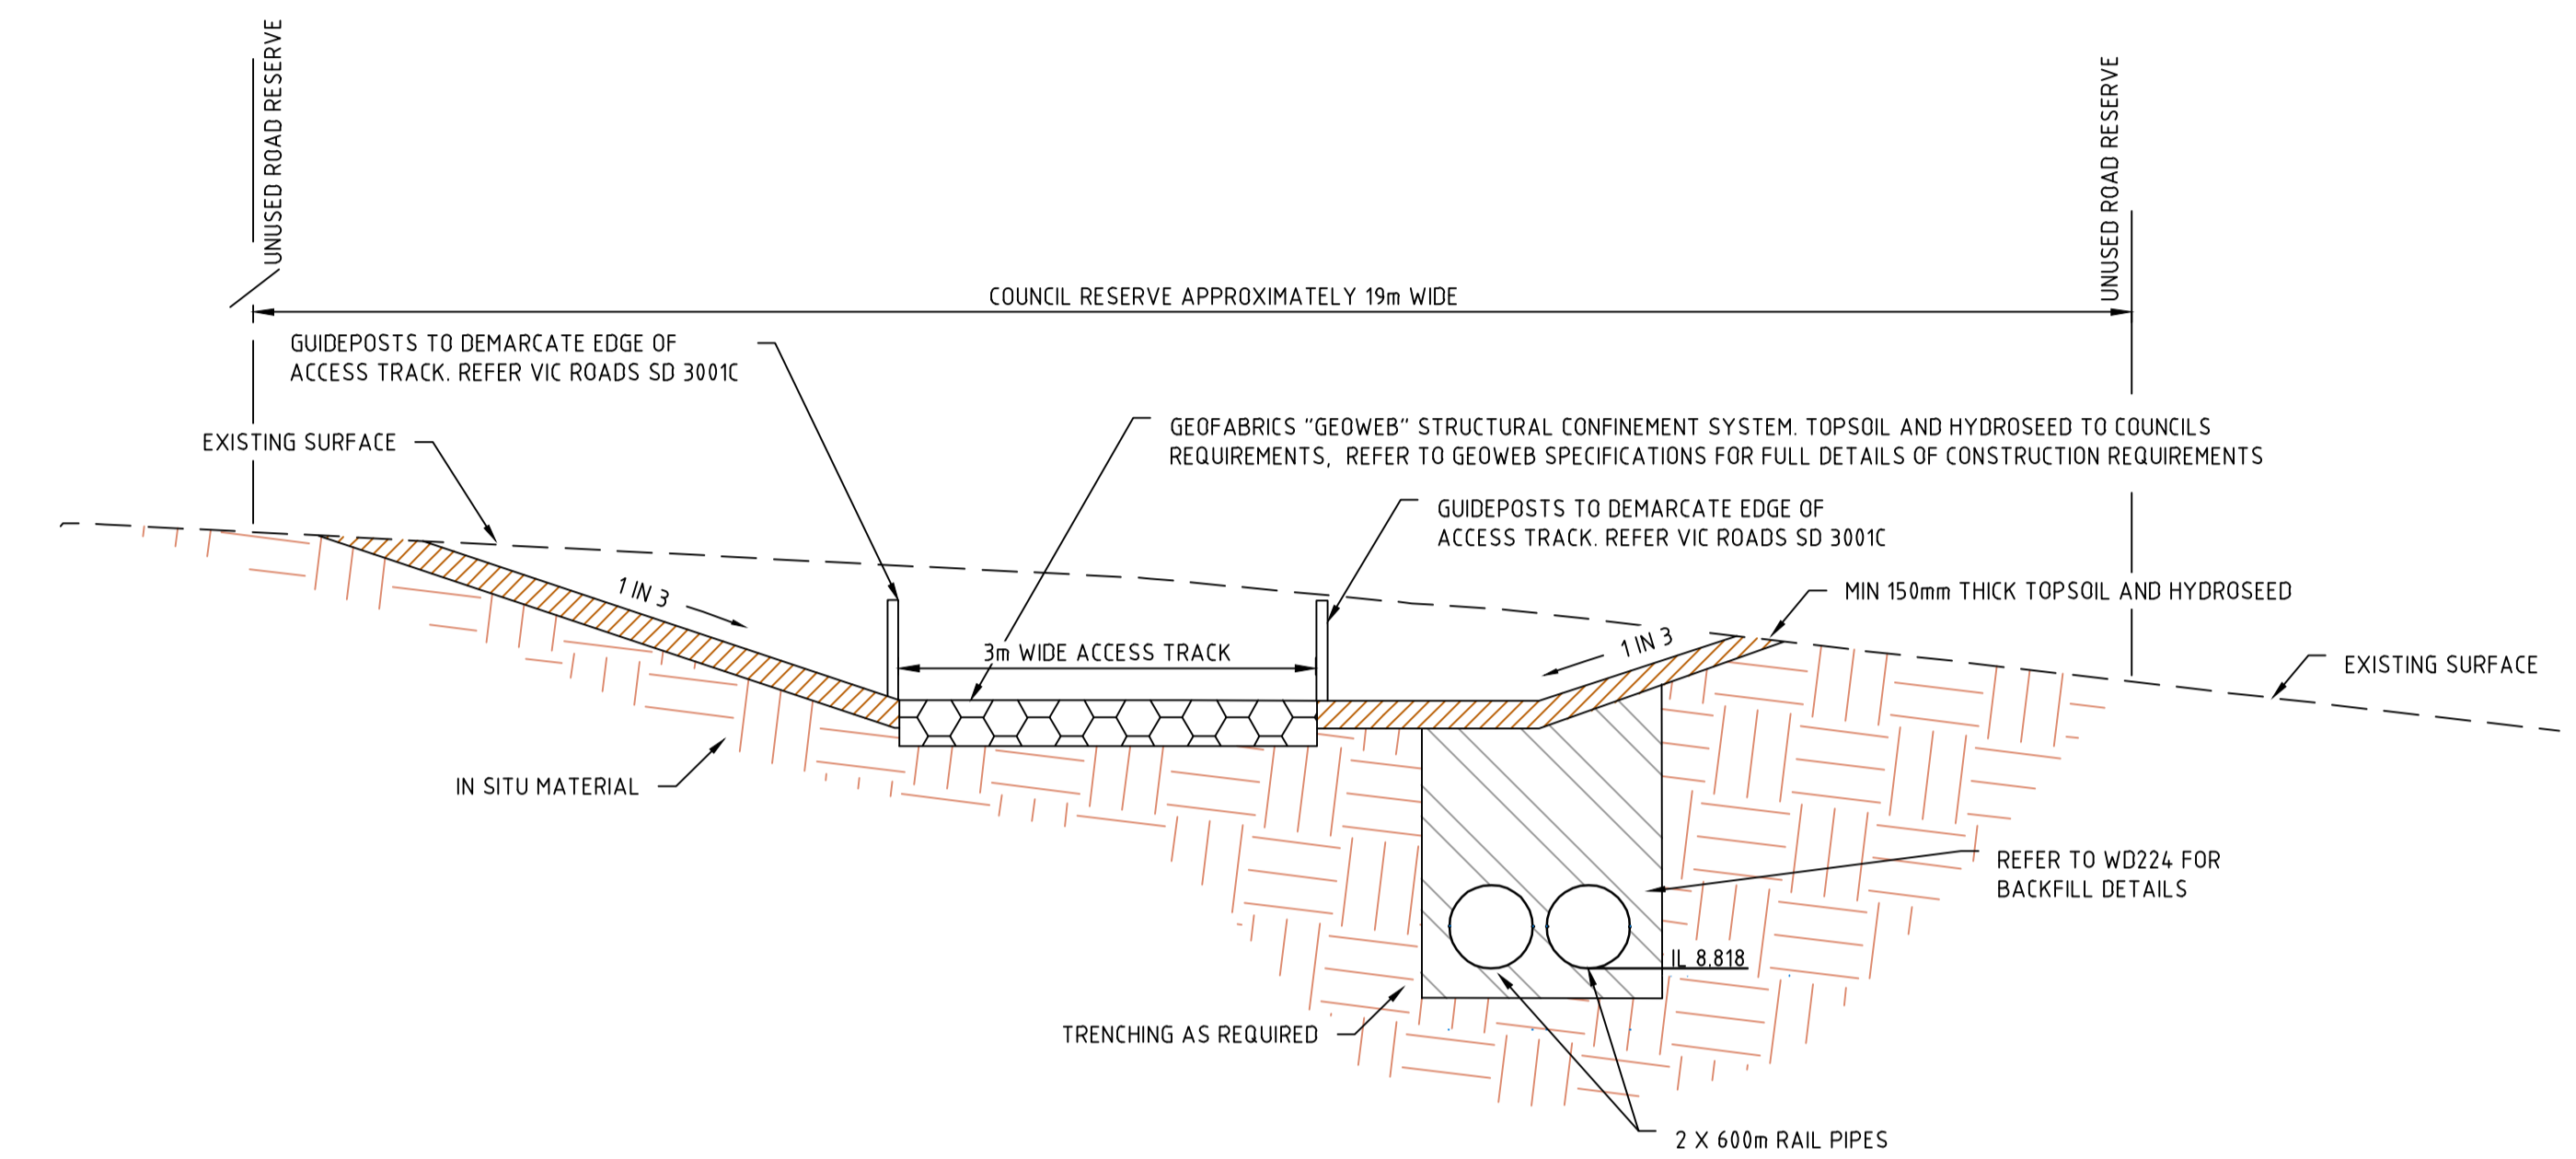 UNUSED ROAD RESERVE
UNUSED ROAD RESERVE
COUNCIL RESERVE APPROXIMATELY 19m WIDE
GUIDEPOSTS TO DEMARCATE EDGE OF
ACCESS TRACK. REFER VIC ROADS SD 3001C
EXISTING SURFACE
GEOFABRICS "GEOWEB" STRUCTURAL CONFINEMENT SYSTEM. TOPSOIL AND HYDROSEED TO COUNCILS
REQUIREMENTS, REFER TO GEOWEB SPECIFICATIONS FOR FULL DETAILS OF CONSTRUCTION REQUIREMENTS
GUIDEPOSTS TO DEMARCATE EDGE OF
ACCESS TRACK. REFER VIC ROADS SD 3001C
1 IN 3
MIN 150mm THICK TOPSOIL AND HYDROSEED
3m WIDE ACCESS TRACK
1 IN 3
EXISTING SURFACE
IN SITU MATERIAL
REFER TO WD224 FOR
BACKFILL DETAILS
IL 8.818
TRENCHING AS REQUIRED
2 X 600m RAIL PIPES